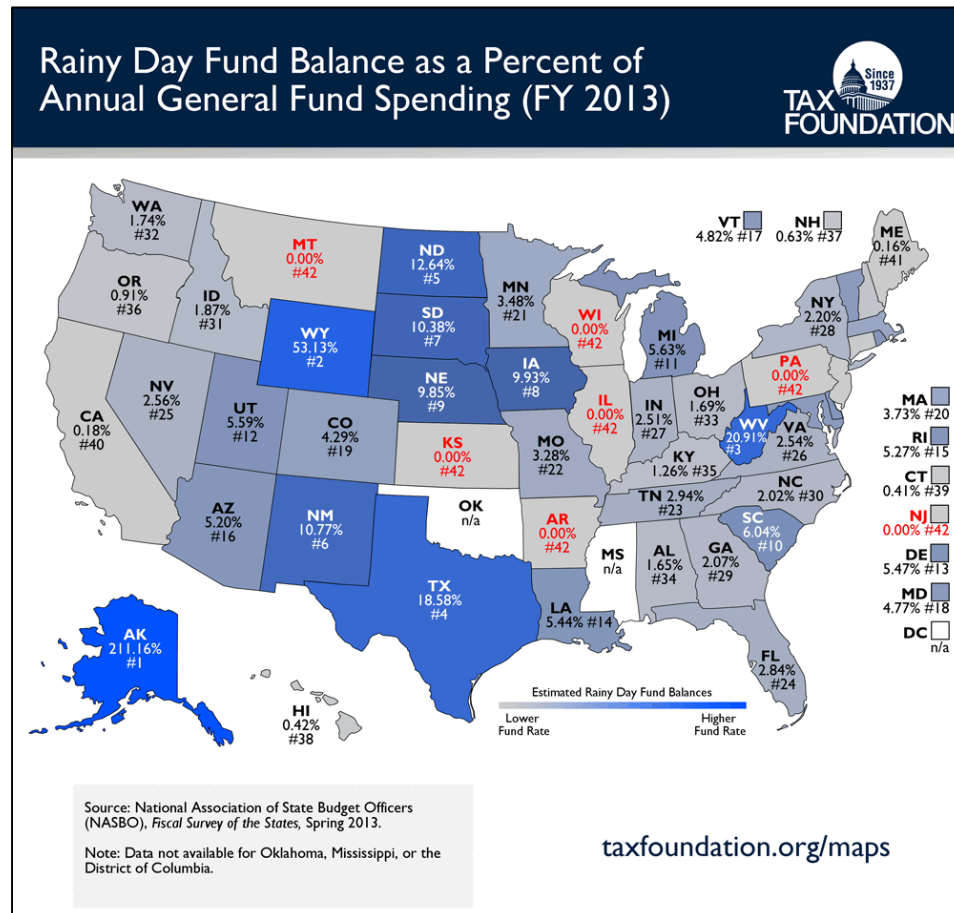 Rainy Day Fund Balance as a Percent of
Annual General Fund Spending (FY 2013)
Since
1937
TAX
FOUNDATION
WA
1.74%
#32
OR
0.91%
#36
CA
0.18%
#40
ID
1.87%
#31
NV
2.56%
#25
MT
0.00%
#42
WY
53.13%
#2
UT
5.59%
#12
AZ
5.20%
#16
CO
4.29%
#19
NM
10.77%
#6
ND
12.64%
#5
SD
10.38%
#7
NE
9.85%
#9
KS
0.00%
#42
OK
n/a
TX
18.58%
#4
MN
3.48%
#21
IA
9.93%
#8
MO
3.28%
#22
AR
0.00%
#42
LA
5.44% #14
WI
0.00%
#42
IL
0.00%
#42
MS
n/a
MI
5.63%
#11
IN
2.51%
#27
OH
1.69%
#33
KY
1.26% #35
TN 2.94%
#23
AL
1.65%
#34
GA
2.07%
#29
FL
2.84%
#24
SC
6.04%
#10
NC
2.02% #30
VA
2.54%
#26
WV
20.91%
#3
PA
0.00%
#42
NY
2.20%
#28
VT
4.82% #17
NH
0.63% #37
ME
0.16%
#41
MA
3.73% #20
RI
5.27% #15
CT
0.41% #39
NJ
0.00% #42
DE
5.47% #13
MD
4.77% #18
DC
n/a
AK
211.16%
#1
HI
0.42%
#38
Estimated Rainy Day Fund Balances
Lower
Fund Rate
Higher
Fund Rate
Source: National Association of State Budget Officers
(NASBO), Fiscal Survey of the States, Spring 2013.
Note: Data not available for Oklahoma, Mississippi, or the
District of Columbia.
taxfoundation.org/maps